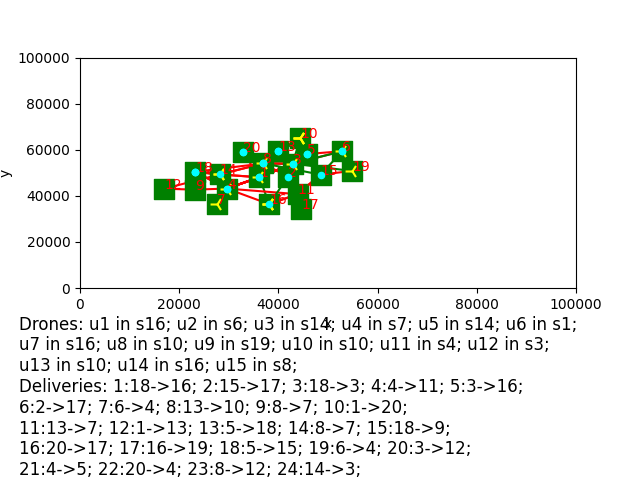 100000
80000
60000
40000
20000
0
y
0 20000 40000 60000 80000 100000
x
Drones: u1 in s16; u2 in s6; u3 in s14; u4 in s7; u5 in s14; u6 in s1;
u7 in s16; u8 in s10; u9 in s19; u10 in s10; u11 in s4; u12 in s3;
u13 in s10; u14 in s16; u15 in s8;
Deliveries: 1:18->16; 2:15->17; 3:18->3; 4:4->11; 5:3->16;
6:2->17; 7:6->4; 8:13->10; 9:8->7; 10:1->20;
11:13->7; 12:1->13; 13:5->18; 14:8->7; 15:18->9;
16:20->17; 17:16->19; 18:5->15; 19:6->4; 20:3->12;
21:4->5; 22:20->4; 23:8->12; 24:14->3;